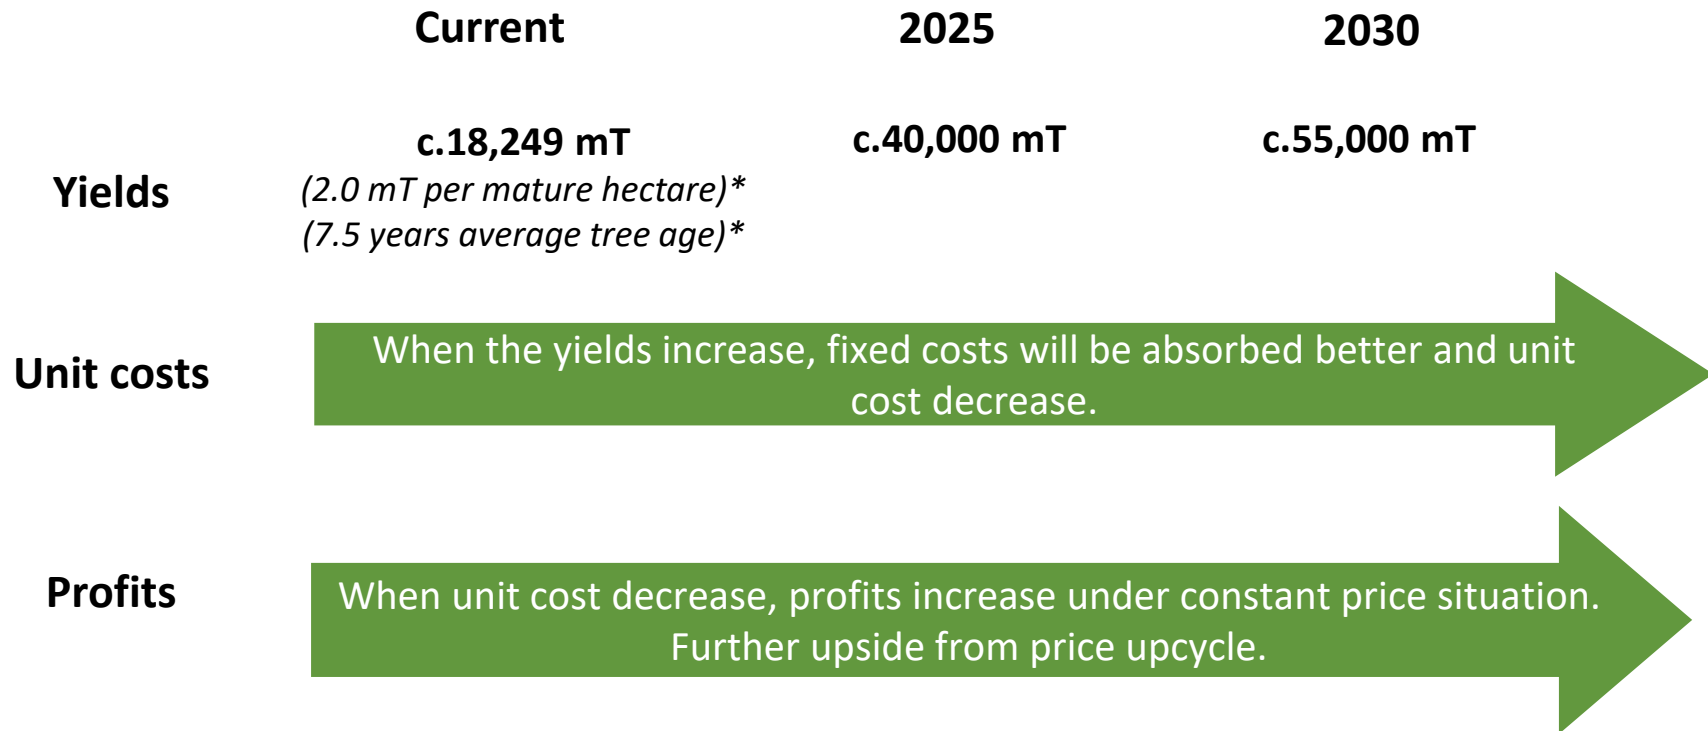 Current 2025 2030
c.18,249 mT c.40,000 mT c.55,000 mT
Yields
(2.0 mT per mature hectare)*
(7.5 years average tree age)*
Unit costs
When the yields increase, fixed costs will be absorbed better and unit
cost decrease.
Profits
When unit cost decrease, profits increase under constant price situation.
Further upside from price upcycle.